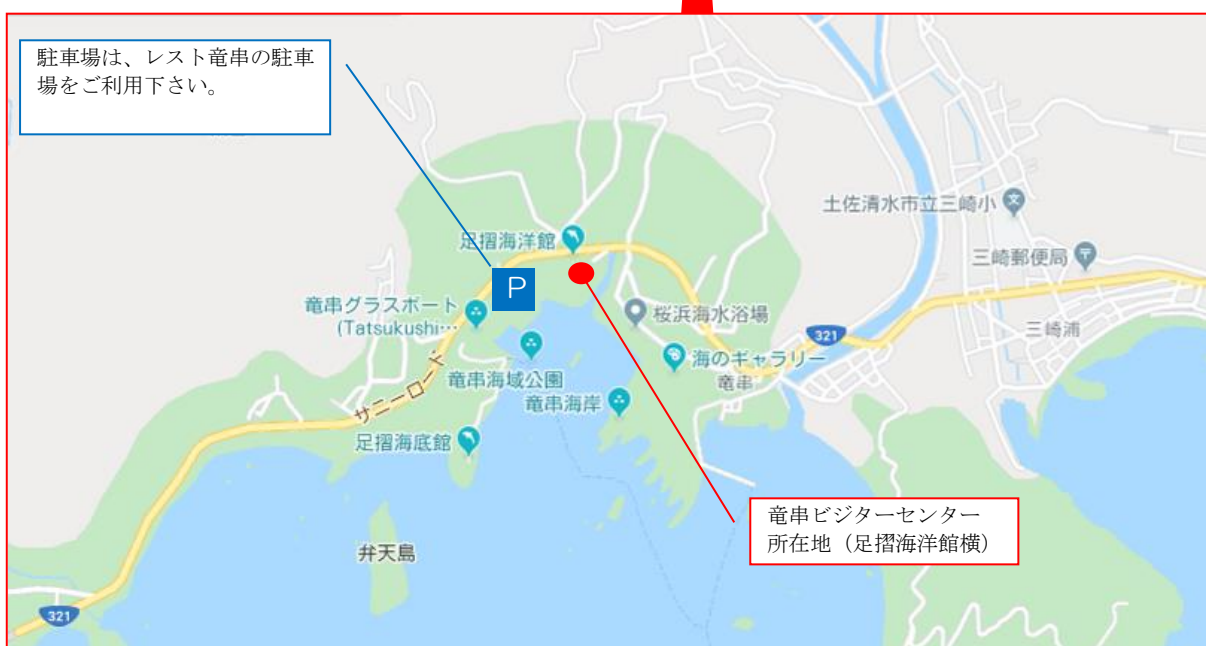 駐車場は、レスト竜串の駐車
場をご利用下さい。
土佐清水市立三崎小
文
足摺海洋館
三崎郵便局
〒
P
竜串グラスボート
(Tatsukushi…
桜浜海水浴場
321
三崎浦
海のギャラリー
竜串
竜串海域公園
竜串海岸
サニーロード
足摺海底館
竜串ビジターセンター
所在地（足摺海洋館横）
弁天島
321